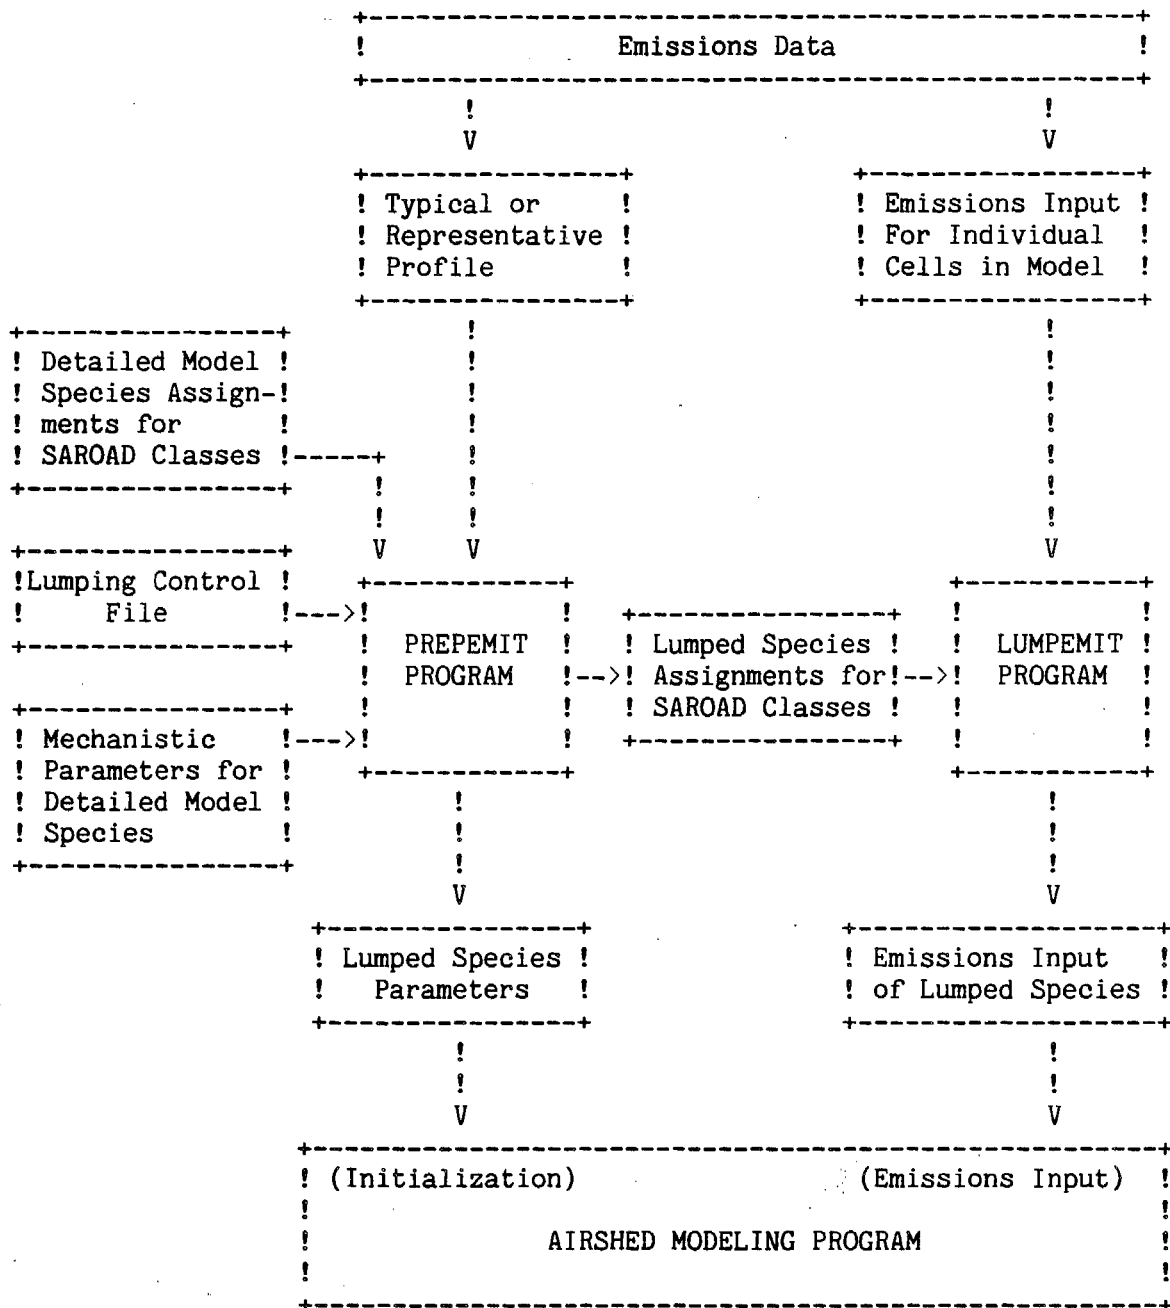 Emissions Data
Typical or
Representative
Profile
Emissions Input
For Individual
Cells in Model
Detailed Model
Species Assign-
ments for
SAROAD Classes
Lumping Control
File
PREPEMIT
PROGRAM
Lumped Species
Assignments for
SAROAD Classes
LUMPEMIT
PROGRAM
Mechanistic
Parameters for
Detailed Model
Species
Lumped Species
Parameters
Emissions Input
of Lumped Species
(Initialization)
(Emissions Input)
AIRSHED MODELING PROGRAM